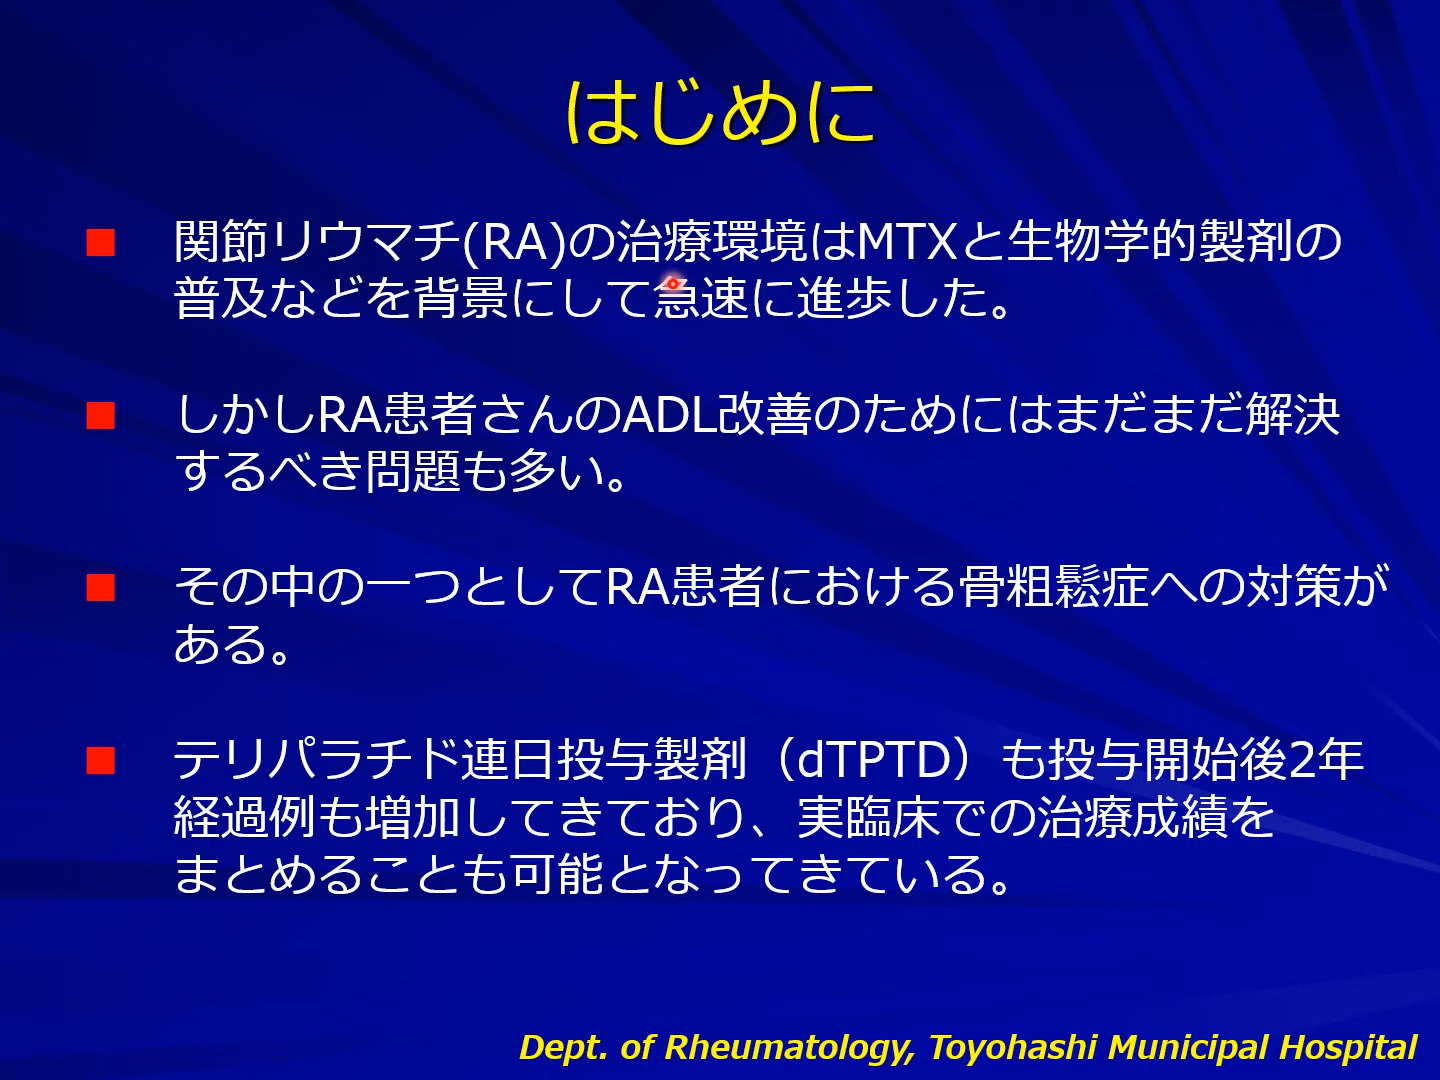 はじめに
関節リウマチ(RA)の治療環境はMTXと生物学的製剤の
普及などを背景にして急速に進歩した。
しかしRA患者さんのADL改善のためにはまだまだ解決
するべき問題も多い。
その中の一つとしてRA患者における骨粗鬆症への対策が
ある。
テリパラチド連日投与製剤（dTPTD）も投与開始後2年
経過例も増加してきており、実臨床での治療成績を
まとめることも可能となってきている。
Dept. of Rheumatology, Toyohashi Municipal Hospital